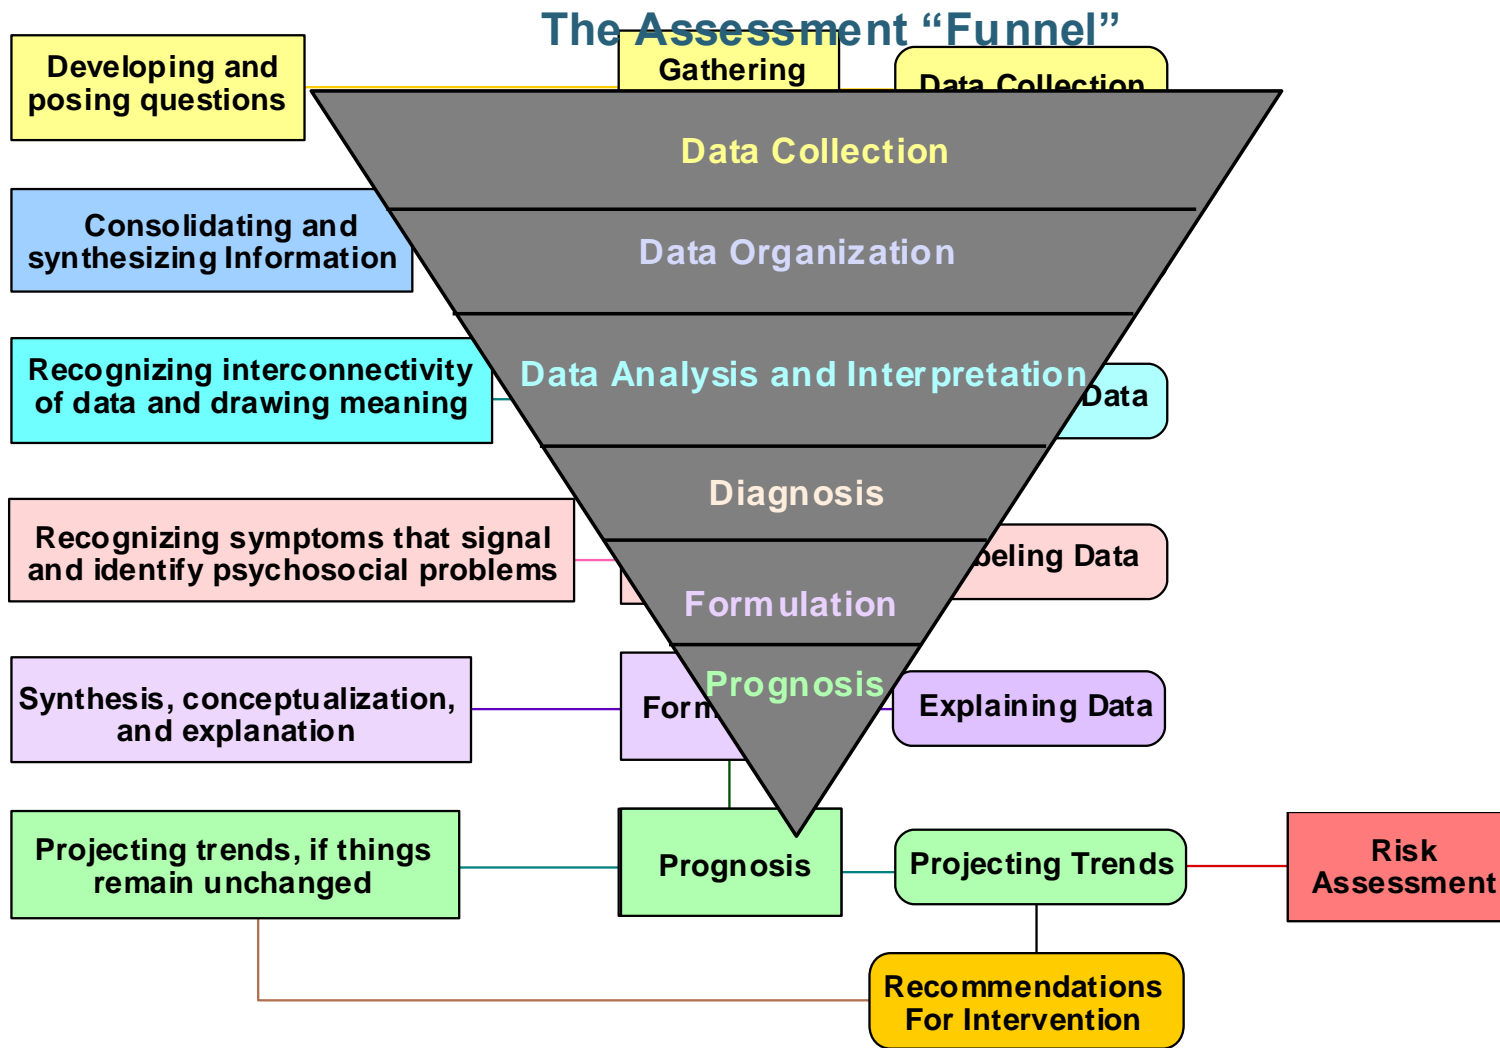 The Assessment “Funnel”
Developing and
posing questions
Gathering
Data Collection
Data Collection
Consolidating and
synthesizing Information
Data Organization
Recognizing interconnectivity
of data and drawing meaning
Data Analysis and Interpretation
Data
Recognizing symptoms that signal
and identify psychosocial problems
Diagnosis
Data
Formulation
Synthesis, conceptualization,
and explanation
Prognosis
Explaining Data
Projecting trends, if things
remain unchanged
Prognosis
Projecting Trends
Risk
Assessment
Recommendations
For Intervention